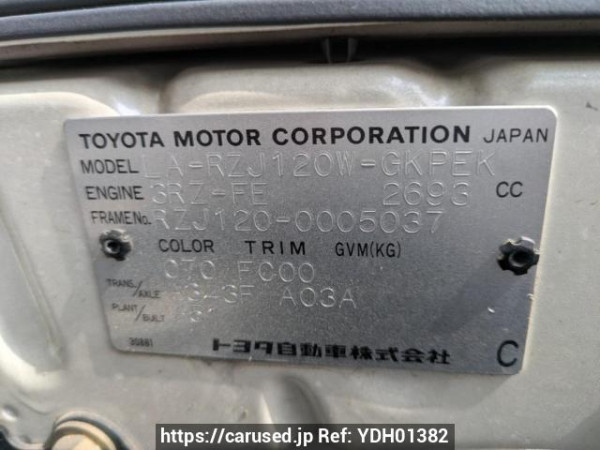 TOYOTA MOTOR CORPORATION JAPAN
MODEL LA-RZJ120W-GKPEK
ENGINE 3RZ-FE 2693 CC
FRAME No. RZJ120-0005037
COLOR TRIM GVM(KG)
070 FC00
TRANS./AXLE A03A
PLANT/BUILT
トヨタ自動車株式会社 C
https://carused.jp Ref: YDH01382